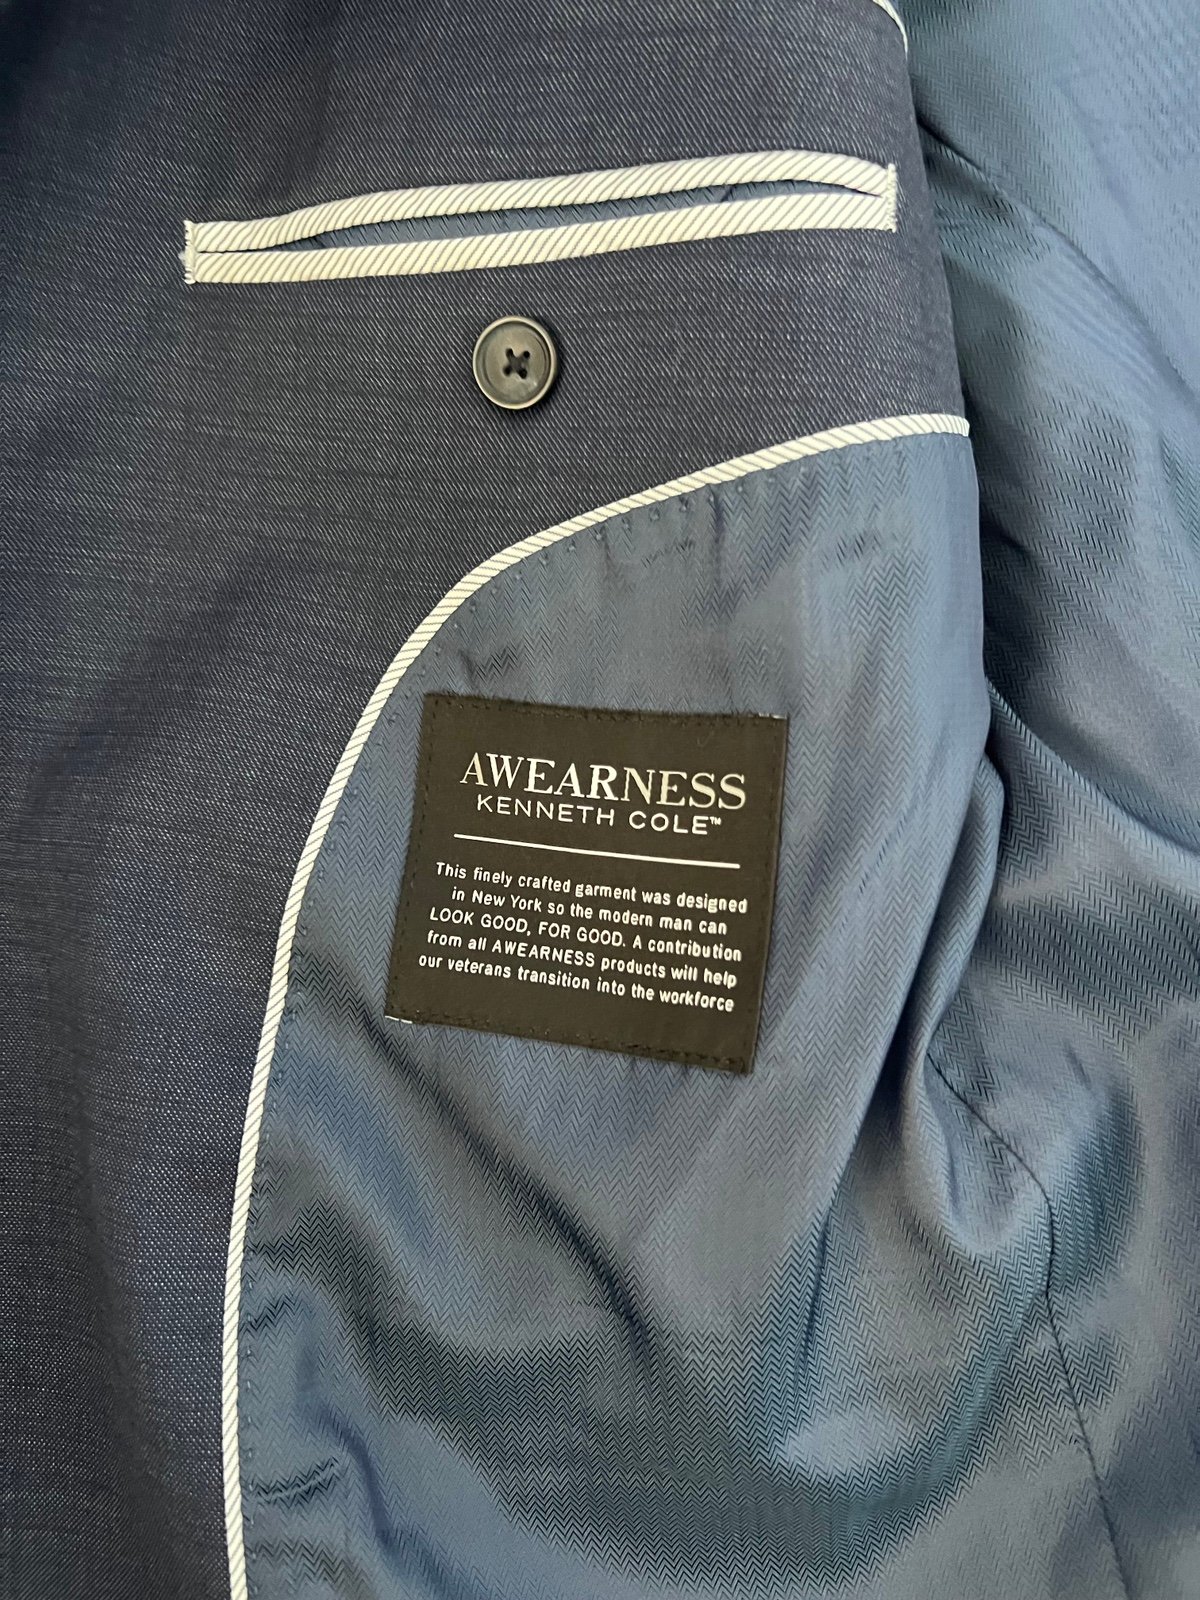 AWEARNESS
KENNETH COLE™
This finely crafted garment was designed
in New York so the modern man can
LOOK GOOD, FOR GOOD. A contribution
from all AWEARNESS products will help
our veterans transition into the workforce